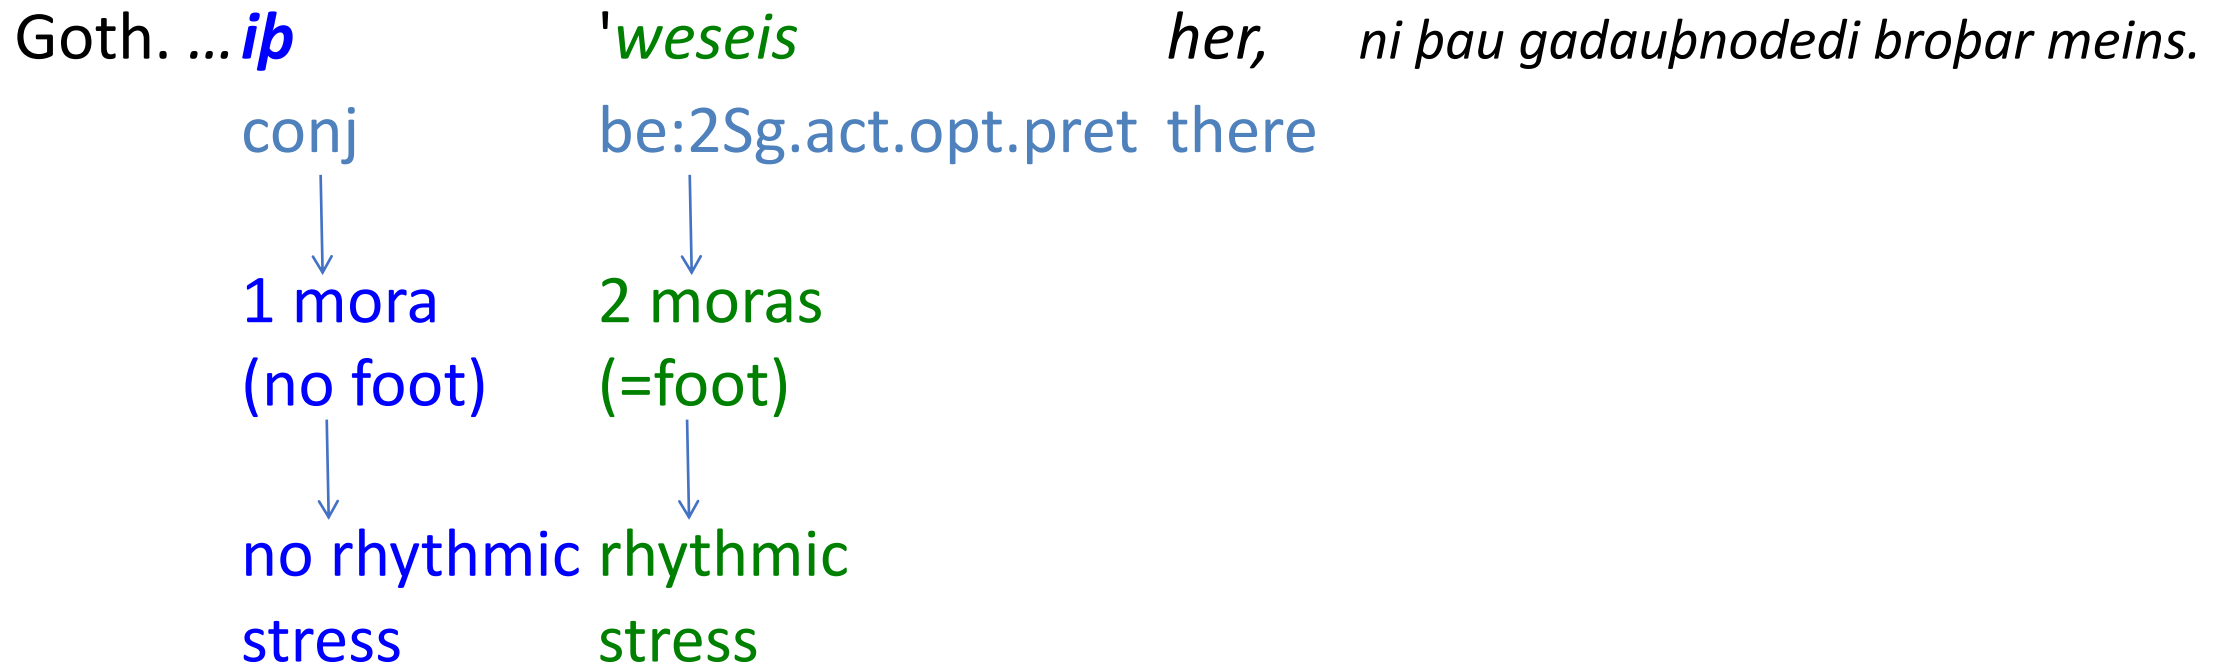 Goth. ... iþ 'weseis her, ni þau gadauþnodedi broþar meins.
conj be:2Sg.act.opt.pret there
1 mora 2 moras
(no foot) (=foot)
no rhythmic rhythmic
stress stress